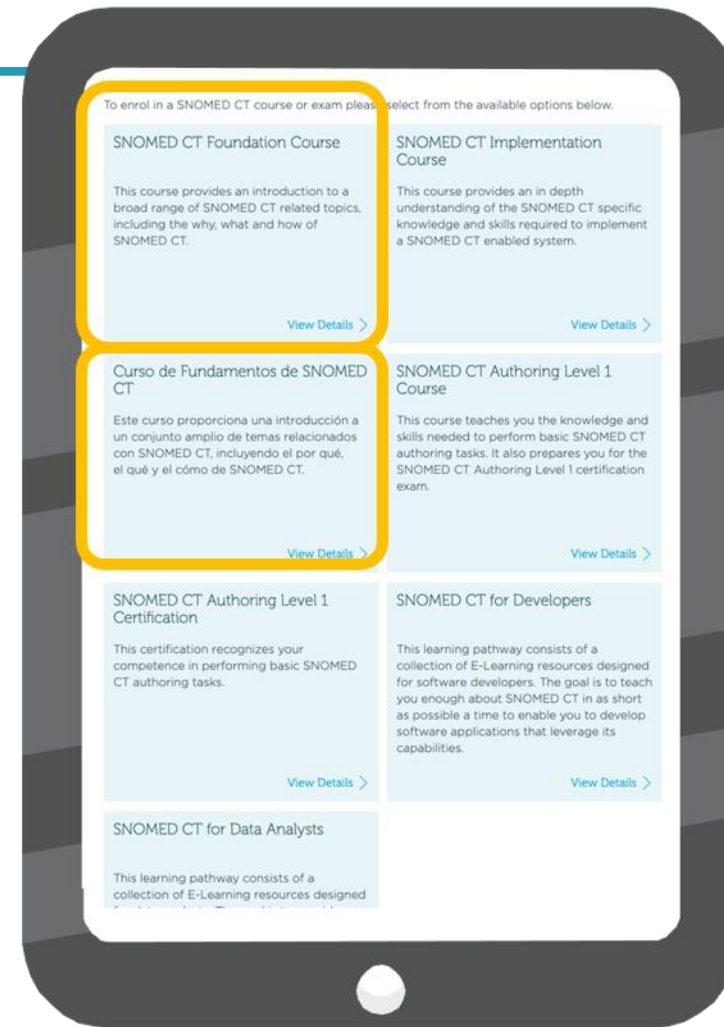 To enrol in a SNOMED CT course or exam please select from the available options below.
SNOMED CT Foundation Course
This course provides an introduction to a
broad range of SNOMED CT related topics,
including the why, what and how of
SNOMED CT.
View Details
SNOMED CT Implementation
Course
This course provides an in depth
understanding of the SNOMED CT specific
knowledge and skills required to implement
a SNOMED CT enabled system.
View Details
Curso de Fundamentos de SNOMED
CT
Este curso proporciona una introducción a
un conjunto amplio de temas relacionados
con SNOMED CT, incluyendo el por qué,
el qué y el cómo de SNOMED CT.
View Details
SNOMED CT Authoring Level 1
Course
This course teaches you the knowledge and
skills needed to perform basic SNOMED CT
authoring tasks. It also prepares you for the
SNOMED CT Authoring Level 1 certification
exam.
View Details
SNOMED CT Authoring Level 1
Certification
This certification recognizes your
competence in performing basic SNOMED
CT authoring tasks.
View Details
SNOMED CT for Developers
This learning pathway consists of a
collection of E-Learning resources designed
for software developers. The goal is to teach
you enough about SNOMED CT in as short
as possible a time to enable you to develop
software applications that leverage its
capabilities.
View Details
SNOMED CT for Data Analysts
This learning pathway consists of a
collection of E-Learning resources designed